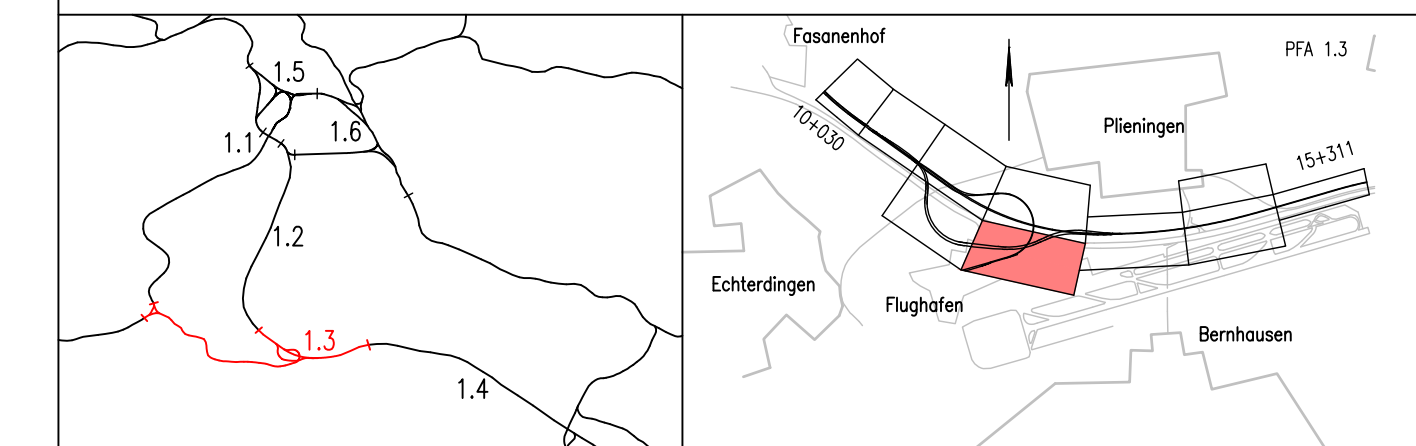 1.5
1.1
1.6
1.2
1.3
1.4
Fasanenhof
PFA 1.3
10+030
Plieningen
15+311
Echterdingen
Flughafen
Bernhausen